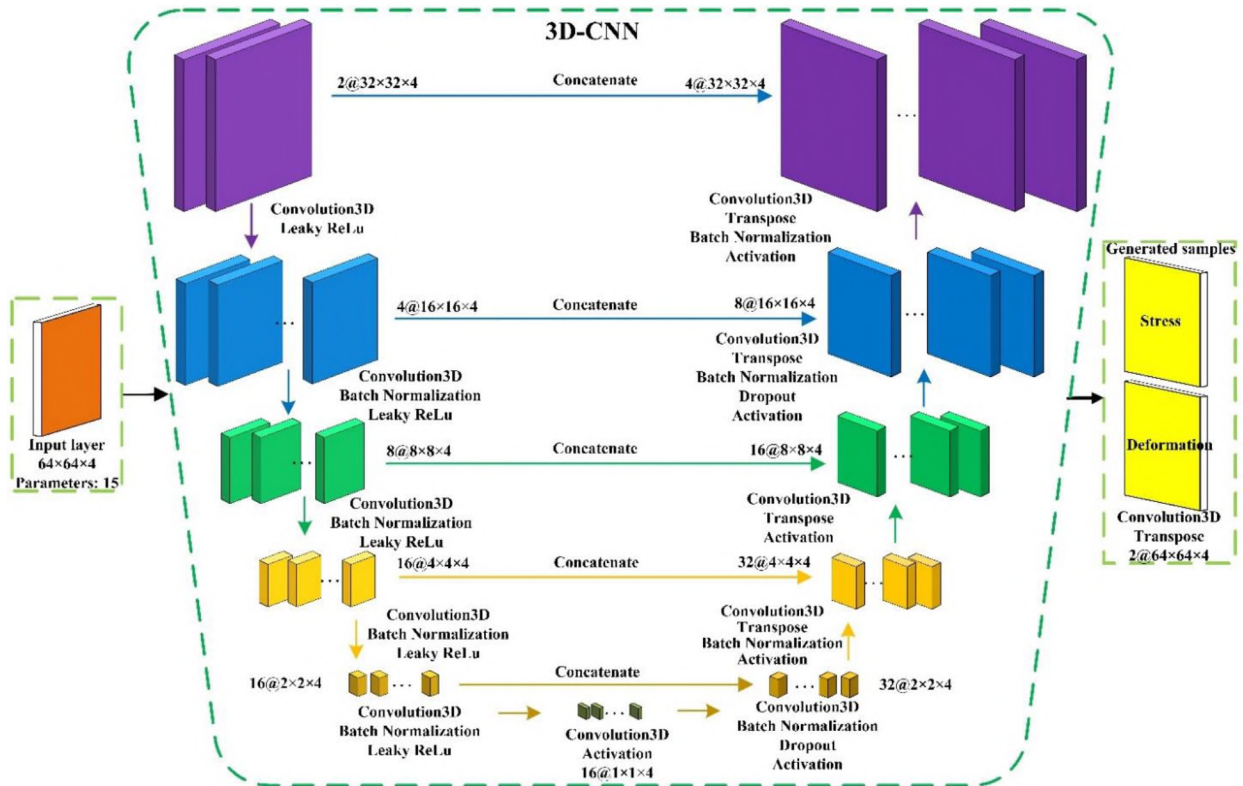 3D-CNN
2@32×32×4
Concatenate
4@32×32×4
Convolution3D
Leaky ReLu
Convolution3D
Transpose
Batch Normalization
Activation
4@16×16×4
Concatenate
8@16×16×4
Convolution3D
Batch Normalization
Leaky ReLu
Convolution3D
Transpose
Batch Normalization
Dropout
Activation
Input layer
64×64×4
Parameters: 15
8@8×8×4
Concatenate
16@8×8×4
Convolution3D
Batch Normalization
Leaky ReLu
Convolution3D
Transpose
Activation
16@4×4×4
Concatenate
32@4×4×4
Convolution3D
Batch Normalization
Leaky ReLu
Convolution3D
Transpose
Batch Normalization
Activation
16@2×2×4
Concatenate
32@2×2×4
Convolution3D
Batch Normalization
Leaky ReLu
Convolution3D
Activation
16@1×1×4
Convolution3D
Batch Normalization
Dropout
Activation
Generated samples
Stress
Deformation
Convolution3D
Transpose
2@64×64×4